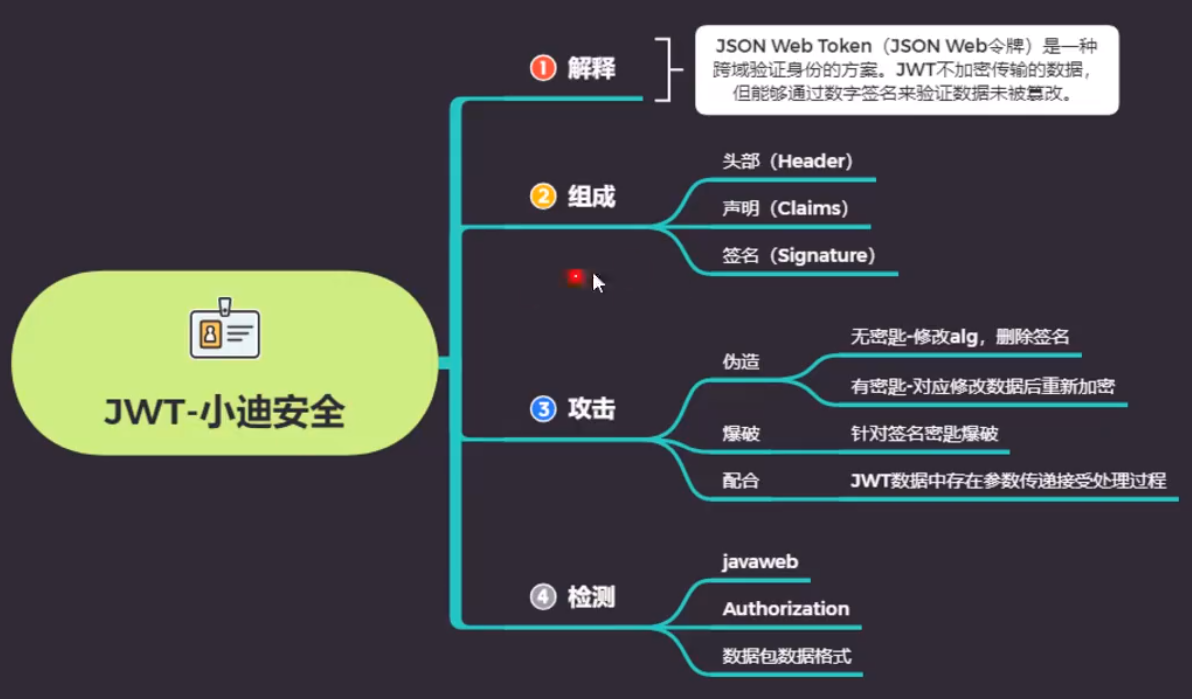 JWT-小迪安全
1 解释
JSON Web Token（JSON Web令牌）是一种
跨域验证身份的方案。JWT不加密传输的数据，
但能够通过数字签名来验证数据未被篡改。
2 组成
头部（Header）
声明（Claims）
签名（Signature）
3 攻击
伪造
无密匙-修改alg，删除签名
有密匙-对应修改数据后重新加密
爆破
针对签名密匙爆破
配合
JWT数据中存在参数传递接受处理过程
4 检测
javaweb
Authorization
数据包数据格式